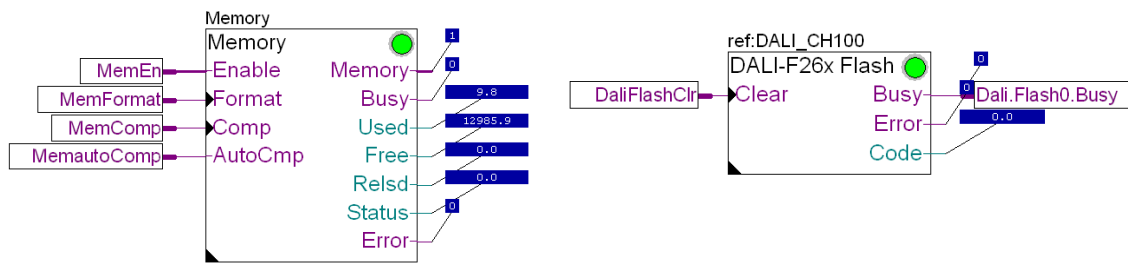 Memory
Memory
MemEn Enable Memory 1
MemFormat Format Busy 0
MemComp Comp Used 9.8
MemautoComp AutoCmp Free 12985.9
Relsd 0.0
Status 0.0
Error 0
ref:DALI_CH100
DALI-F26x Flash
DaliFlashClr Clear Busy 0 Dali.Flash0.Busy
Error 0
Code 0.0